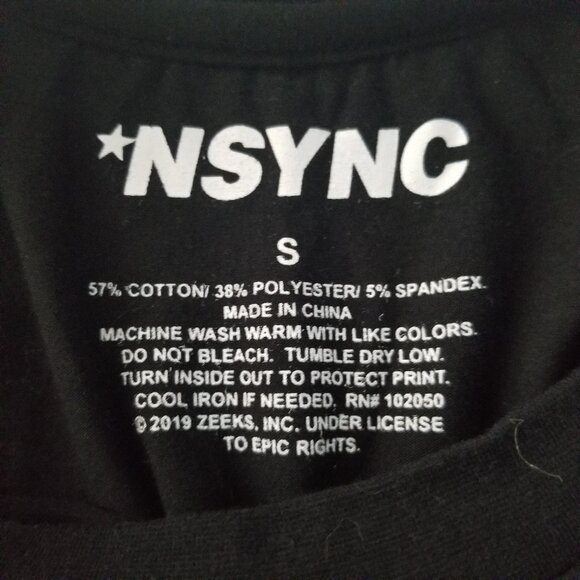 *NSYNC
S
57% COTTON/ 38% POLYESTER/ 5% SPANDEX.
MADE IN CHINA
MACHINE WASH WARM WITH LIKE COLORS.
DO NOT BLEACH. TUMBLE DRY LOW.
TURN INSIDE OUT TO PROTECT PRINT.
COOL IRON IF NEEDED. RN# 102050
© 2019 ZEEKS, INC. UNDER LICENSE
TO EPIC RIGHTS.